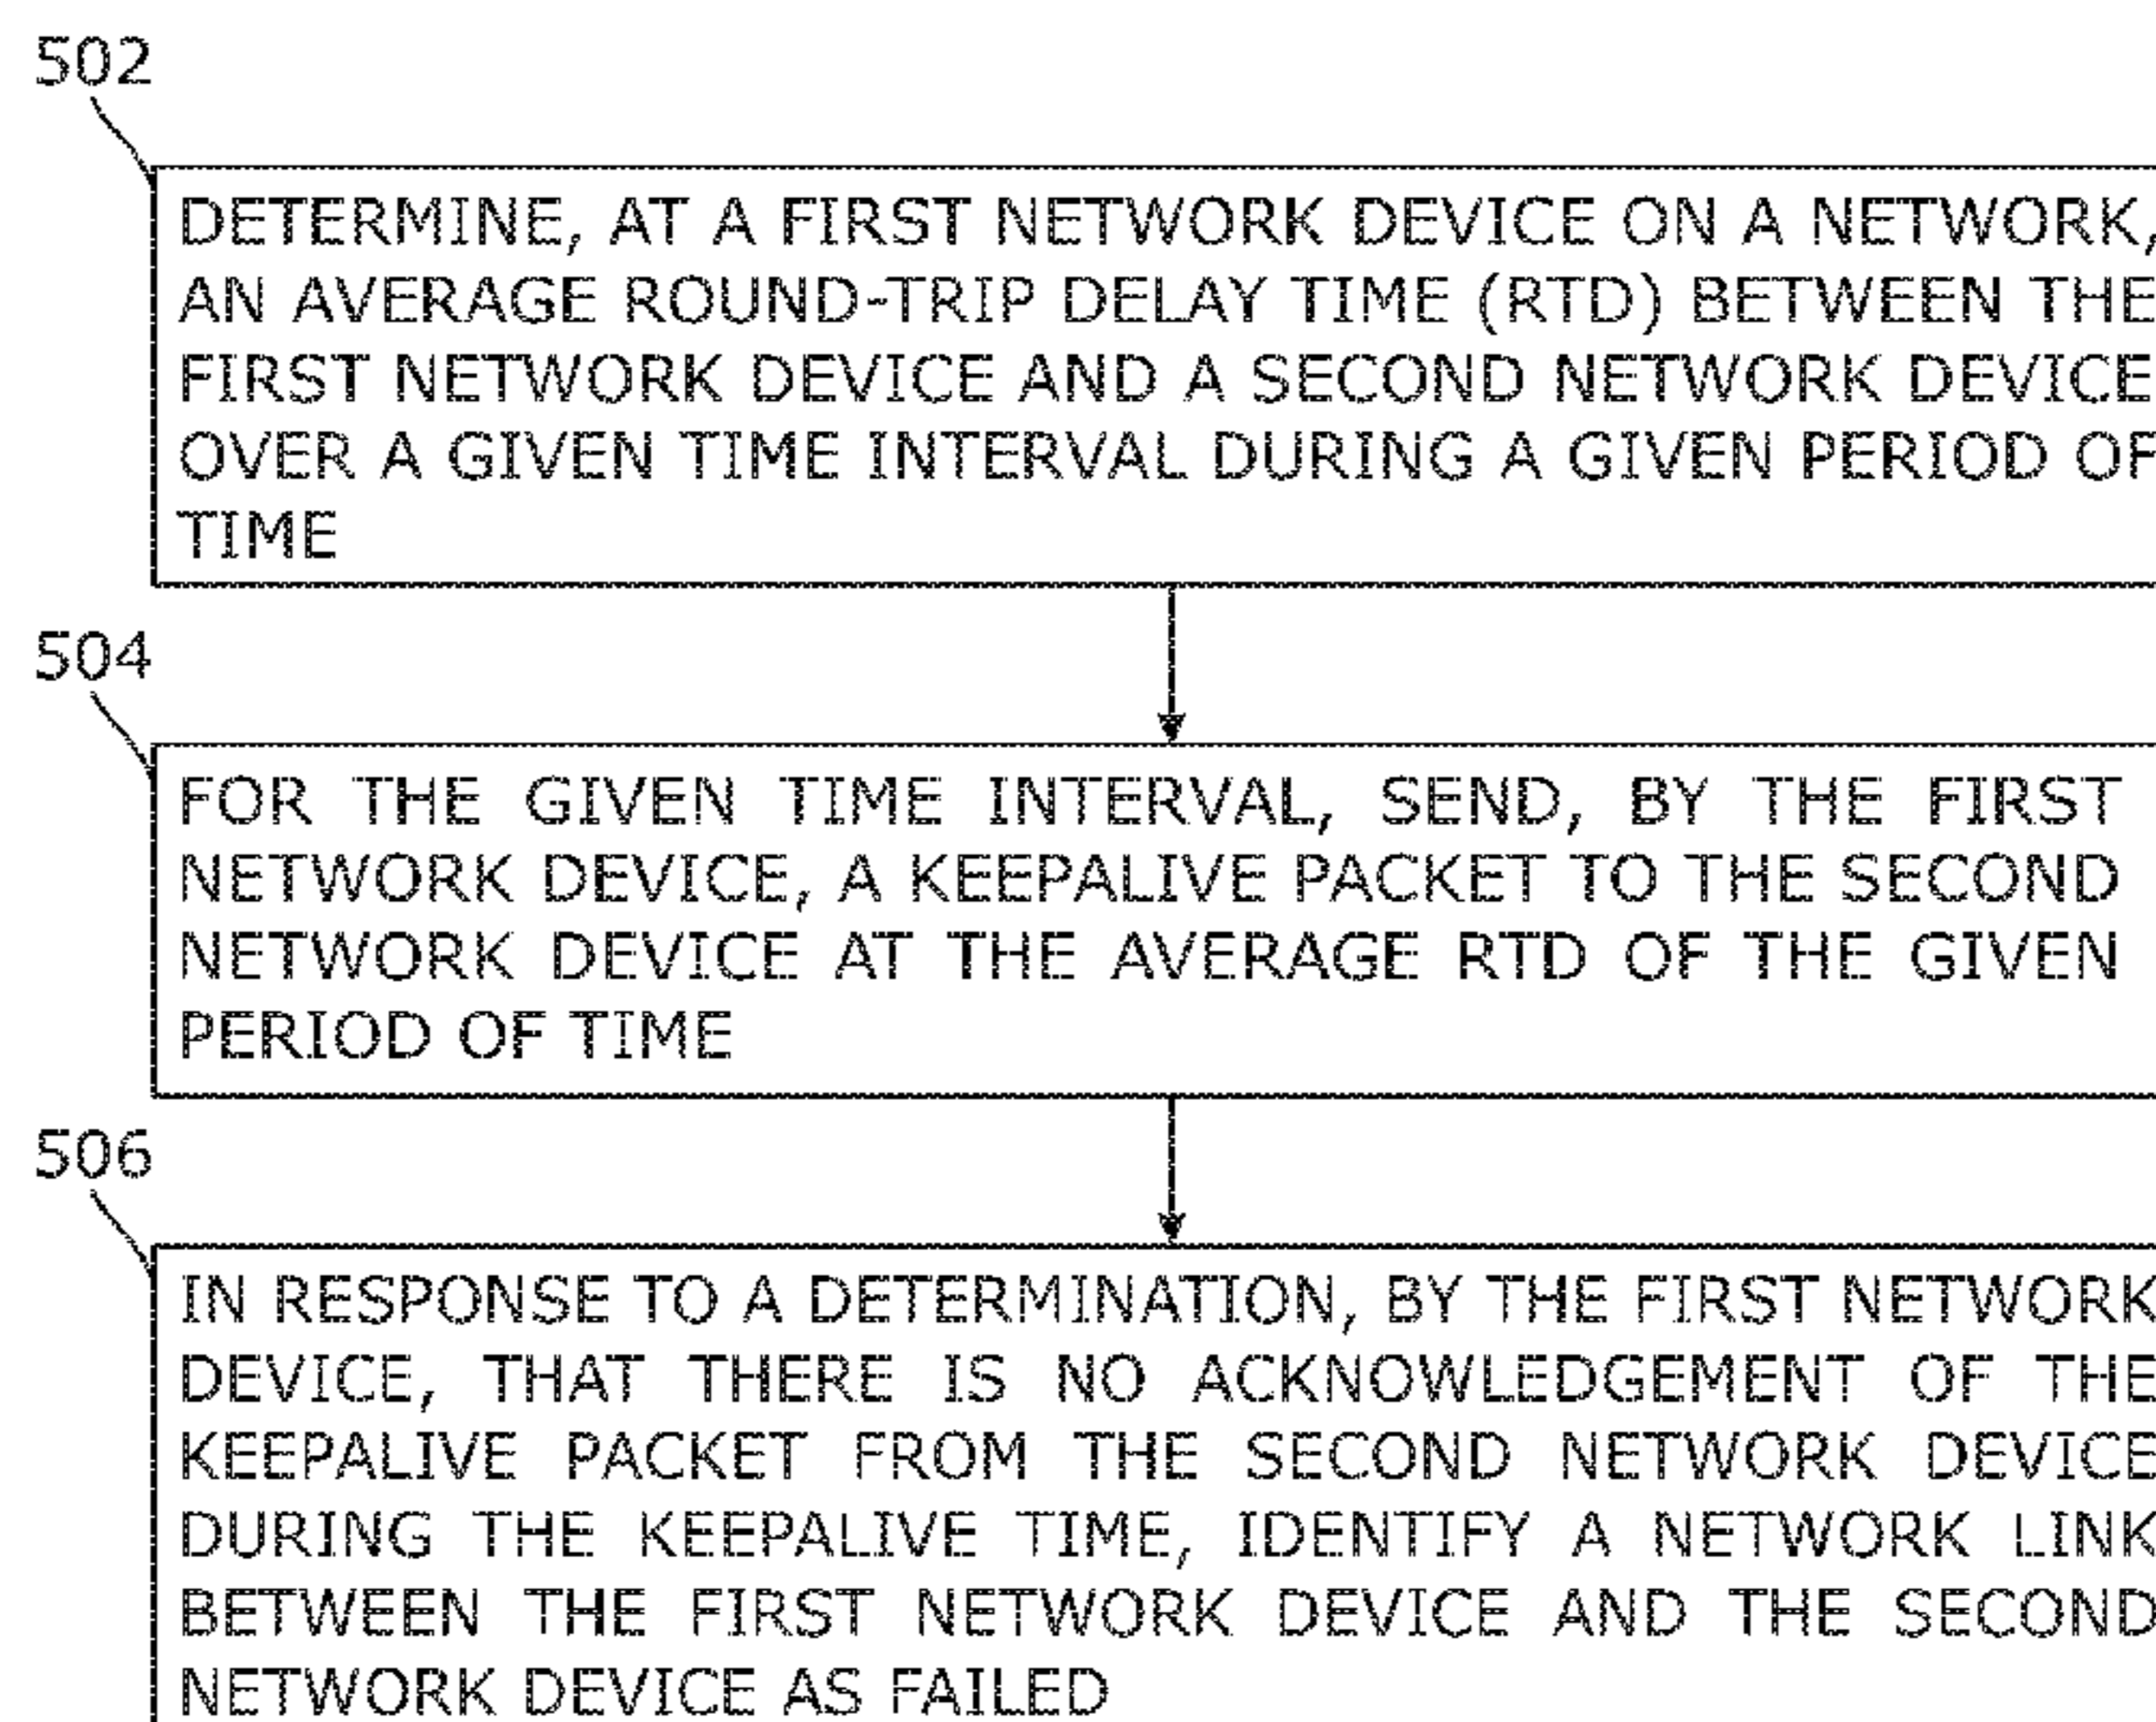 502
DETERMINE, AT A FIRST NETWORK DEVICE ON A NETWORK,
AN AVERAGE ROUND-TRIP DELAY TIME (RTD) BETWEEN THE
FIRST NETWORK DEVICE AND A SECOND NETWORK DEVICE
OVER A GIVEN TIME INTERVAL DURING A GIVEN PERIOD OF
TIME
504
FOR THE GIVEN TIME INTERVAL, SEND, BY THE FIRST
NETWORK DEVICE, A KEEPALIVE PACKET TO THE SECOND
NETWORK DEVICE AT THE AVERAGE RTD OF THE GIVEN
PERIOD OF TIME
506
IN RESPONSE TO A DETERMINATION, BY THE FIRST NETWORK
DEVICE, THAT THERE IS NO ACKNOWLEDGEMENT OF THE
KEEPALIVE PACKET FROM THE SECOND NETWORK DEVICE
DURING THE KEEPALIVE TIME, IDENTIFY A NETWORK LINK
BETWEEN THE FIRST NETWORK DEVICE AND THE SECOND
NETWORK DEVICE AS FAILED